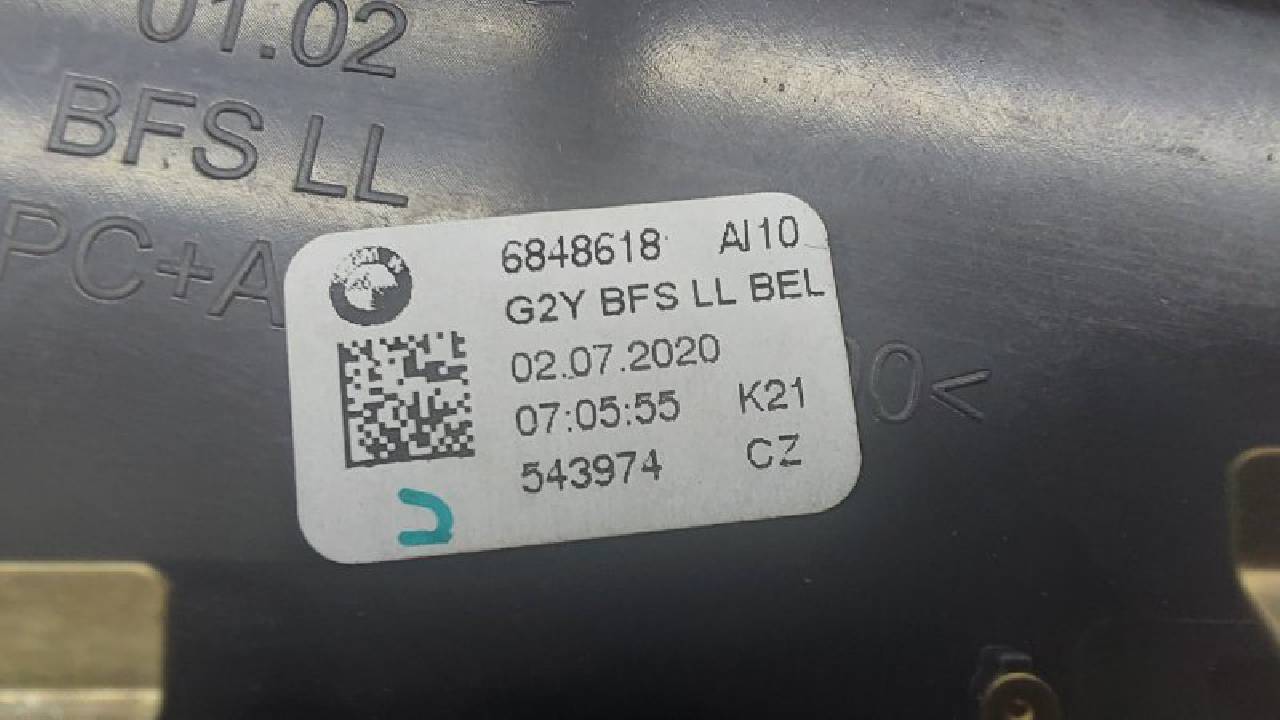 01.02
BFS LL
PC+A
6848618 AI10
G2Y BFS LL BEL
02.07.2020
07:05:55 K21
543974 CZ
0<